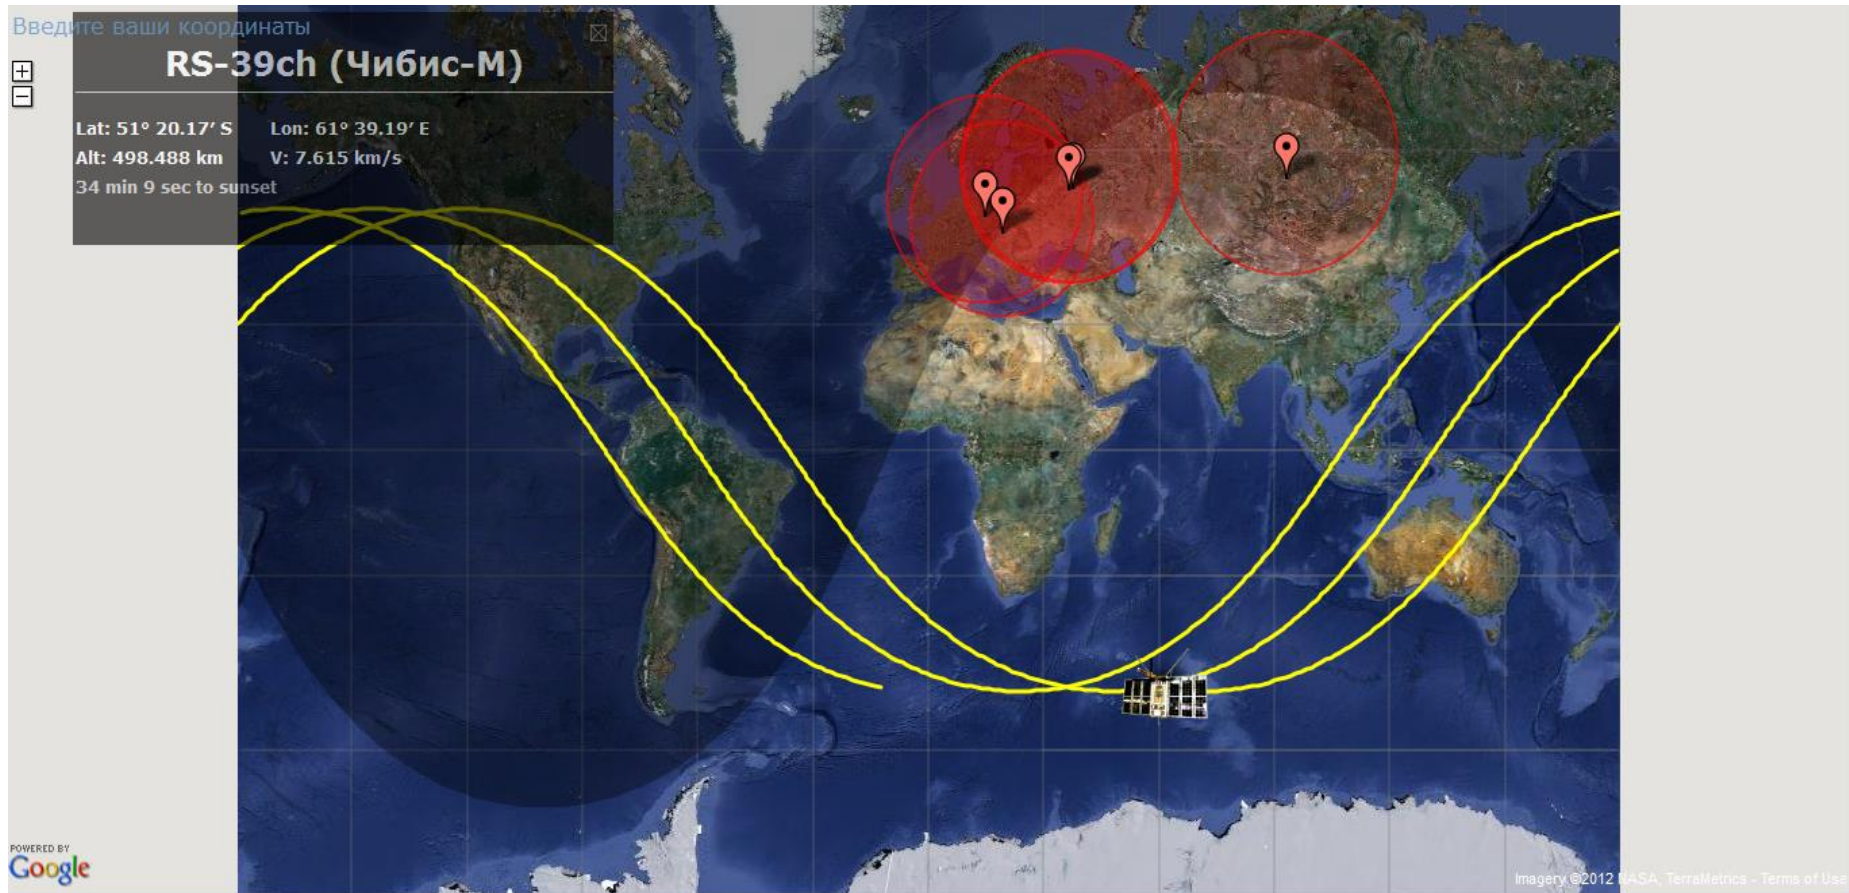 Введите ваши координаты
RS-39ch (Чибис-М)
Lat: 51° 20.17′ S Lon: 61° 39.19′ E
Alt: 498.488 km V: 7.615 km/s
34 min 9 sec to sunset
POWERED BY
Google
Imagery ©2012 NASA, TerraMetrics - Terms of Use